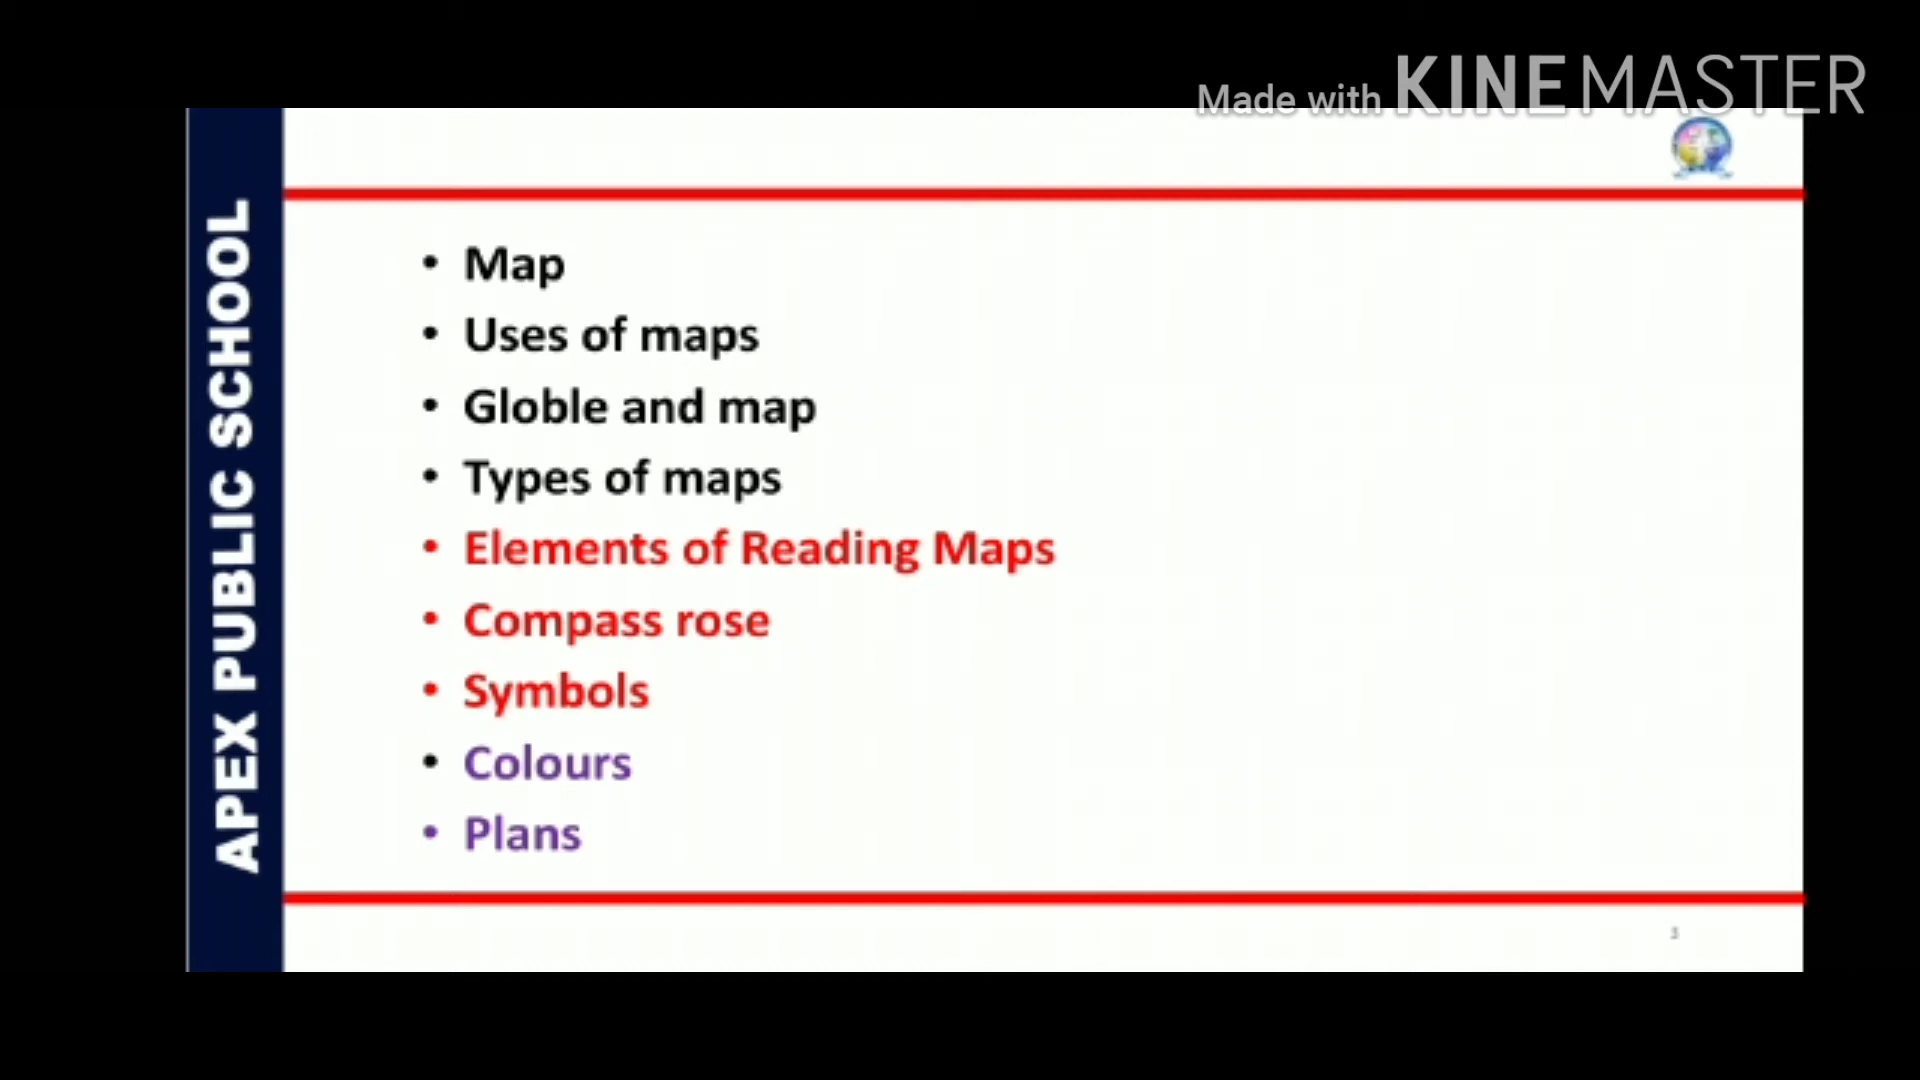 Made with KINEMASTER
APEX PUBLIC SCHOOL
• Map
• Uses of maps
• Globle and map
• Types of maps
• Elements of Reading Maps
• Compass rose
• Symbols
• Colours
• Plans
3